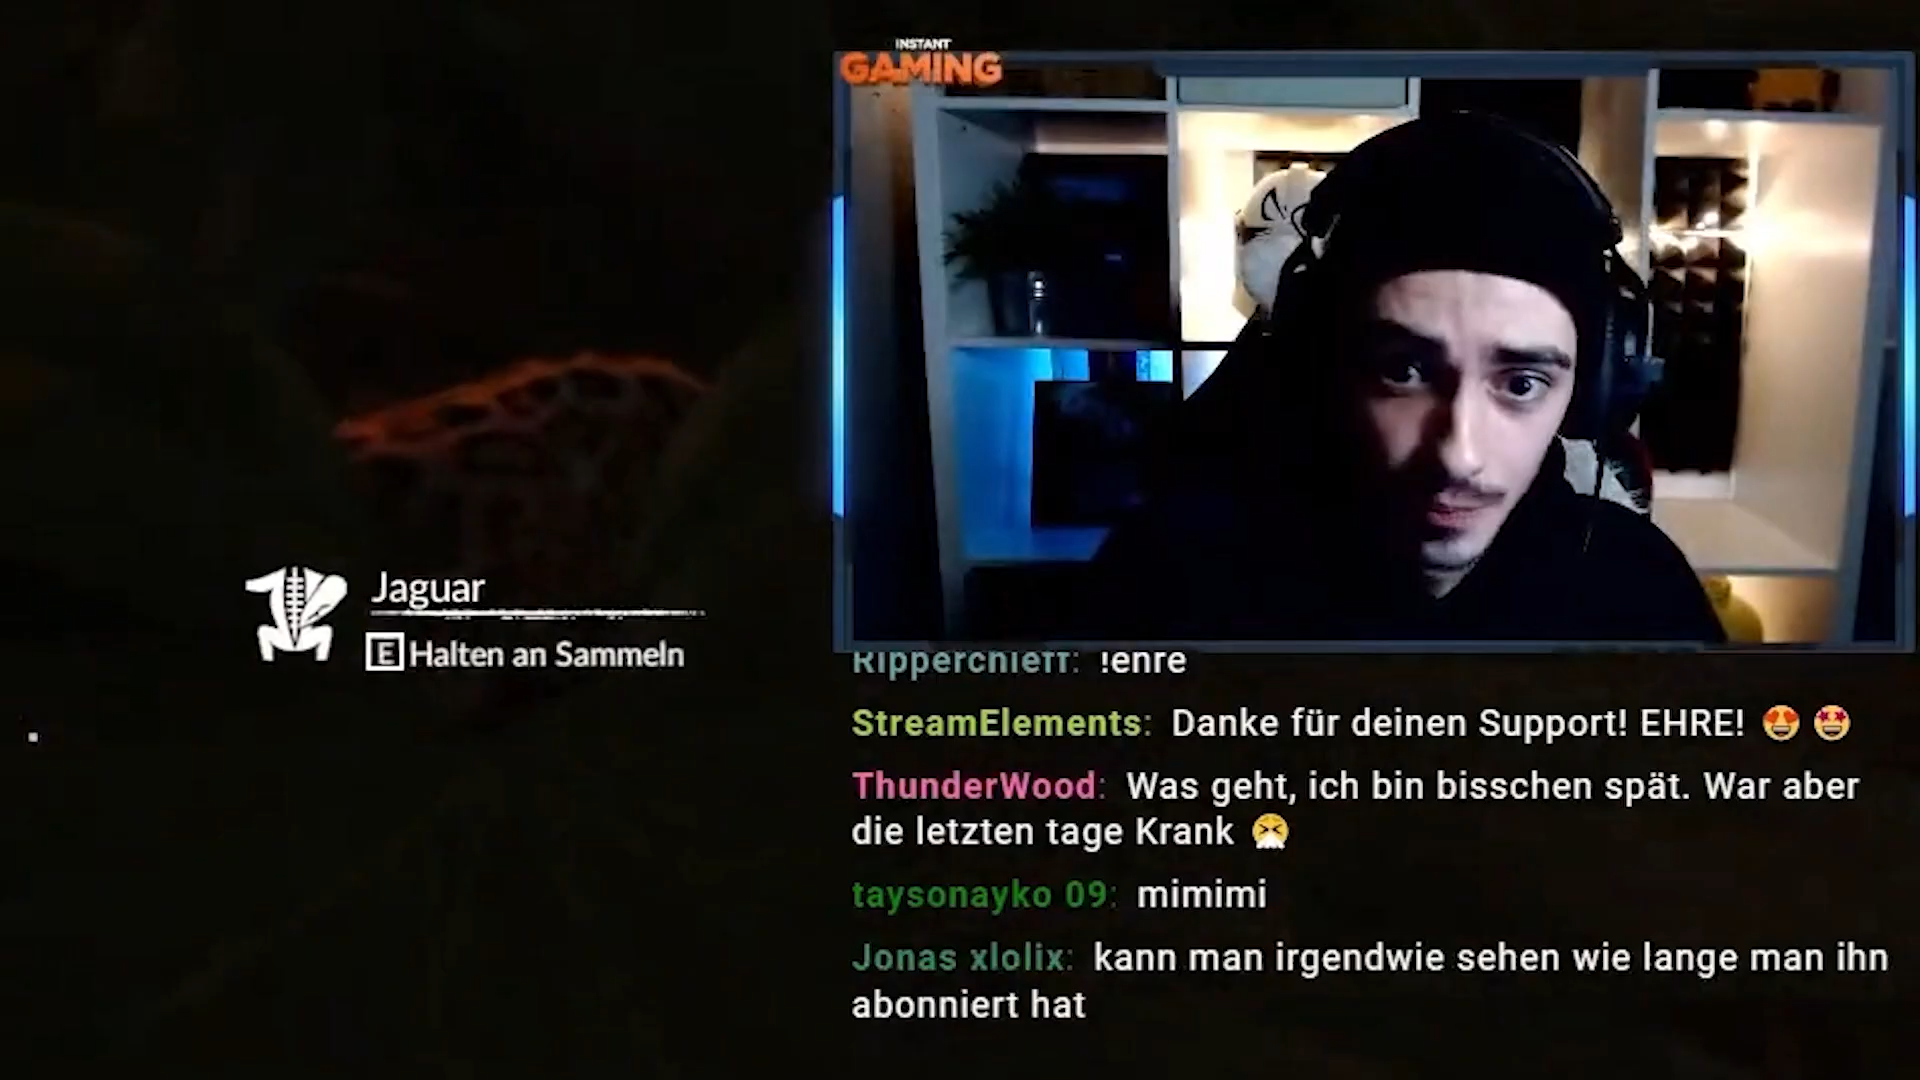 INSTANT
GAMING
Jaguar
E Halten an Sammeln
Ripperchieff: !ehre
StreamElements: Danke für deinen Support! EHRE! 😍 🤩
ThunderWood: Was geht, ich bin bisschen spät. War aber
die letzten tage Krank 😤
taysonayko 09: mimimi
Jonas xlolix: kann man irgendwie sehen wie lange man ihn
abonniert hat